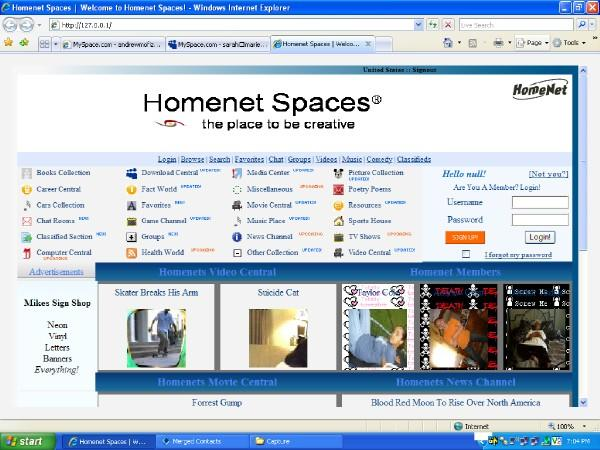 Homenet Spaces | Welcome to Homenet Spaces! - Windows Internet Explorer
http://127.0.0.1/
Live Search
MySpace.com - andrewmofiz...
MySpace.com - sarah marie...
Homenet Spaces | Welco...
Page
Tools
United States :: Signout
Homenet Spaces®
the place to be creative
HomeNet
Login | Browse | Search | Favorites | Chat | Groups | Videos | Music | Comedy | Classifieds
Books Collection
Download Central UPDATED!
Media Center UPDATED!
Picture Collection UPDATED!
Career Central
Fact World UPDATED!
Miscellaneous UPCOMING
Poetry Poems
Cars Collection
Favorites NEW!
Movie Central UPDATED!
Resources UPDATED!
Chat Rooms NEW!
Game Channel UPDATED!
Music Place UPCOMING
Sports House
Classified Section NEW!
Groups NEW!
News Channel UPCOMING
TV Shows UPCOMING
Computer Central UPCOMING
Health World UPCOMING
Other Collection UPDATED!
Video Central UPDATED!
Hello null!
[Not you?]
Are You A Member? Login!
Username
Password
SIGN UP!
Login!
I forgot my password
Advertisements
Homenets Video Central
Homenet Members
Mikes Sign Shop
Neon
Vinyl
Letters
Banners
Everything!
Skater Breaks His Arm
Suicide Cat
Homenets Movie Central
Homenets News Channel
Forrest Gump
Blood Red Moon To Rise Over North America
Internet
100%
start
Homenet Spaces | W...
Merged Contacts
Capture
7:04 PM